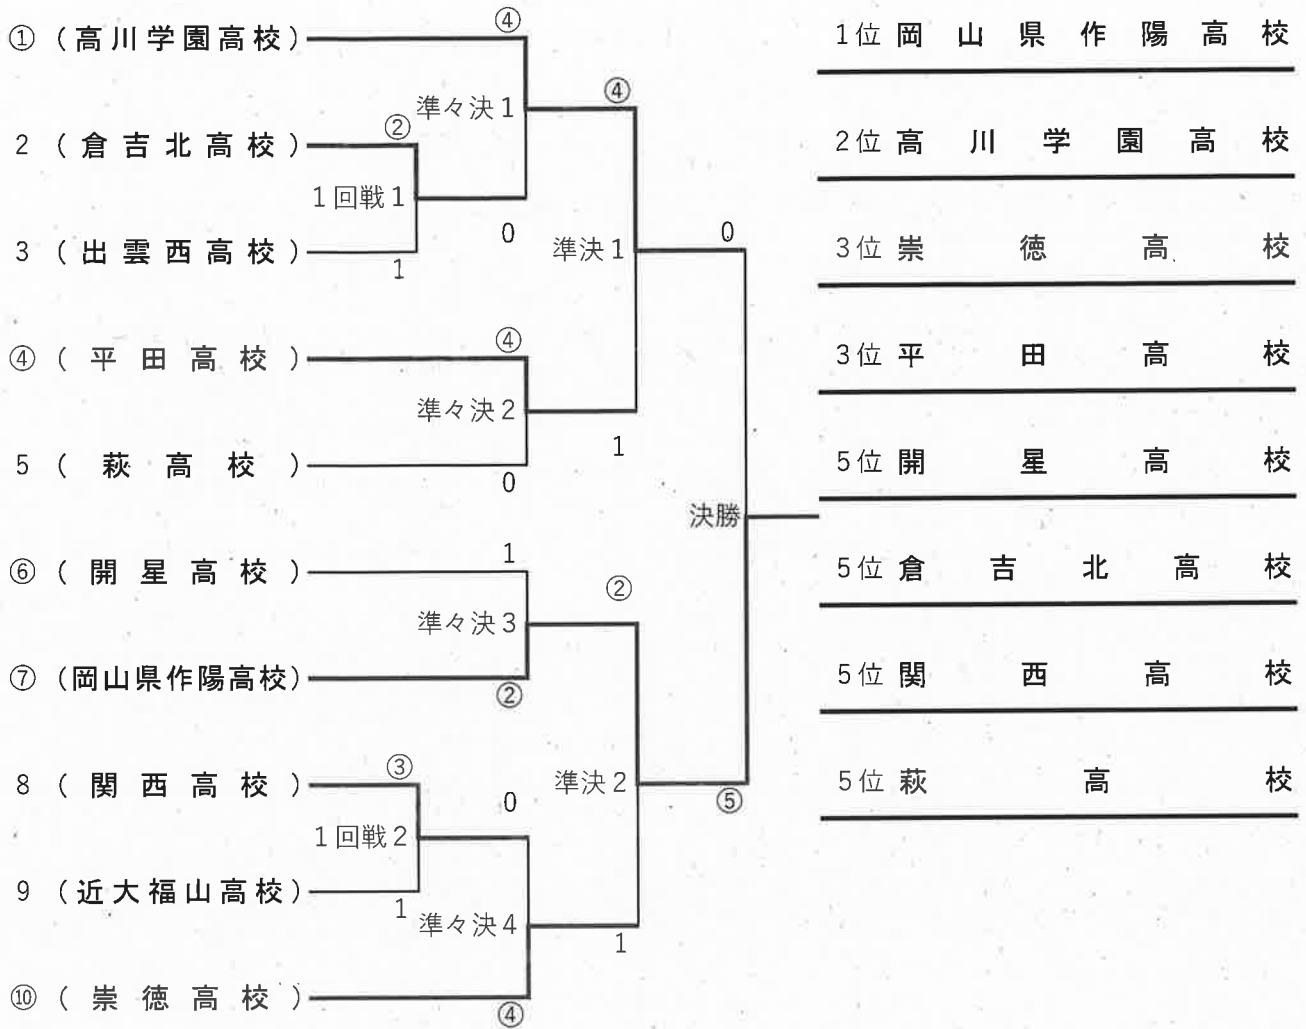 ① (高川学園高校)
④
準々決 1
④
2 (倉吉北高校)
②
1 回戦 1
3 (出雲西高校)
1
0
準決 1
0
④ (平田高校)
④
準々決 2
1
5 (萩高校)
0
決勝
⑥ (開星高校)
1
②
準々決 3
⑦ (岡山県作陽高校)
②
8 (関西高校)
③
0
準決 2
⑤
1 回戦 2
9 (近大福山高校)
1
準々決 4
1
⑩ (崇徳高校)
④
1位 岡山県作陽高校
2位 高川学園高校
3位 崇徳高校
3位 平田高校
5位 開星高校
5位 倉吉北高校
5位 関西高校
5位 萩高校